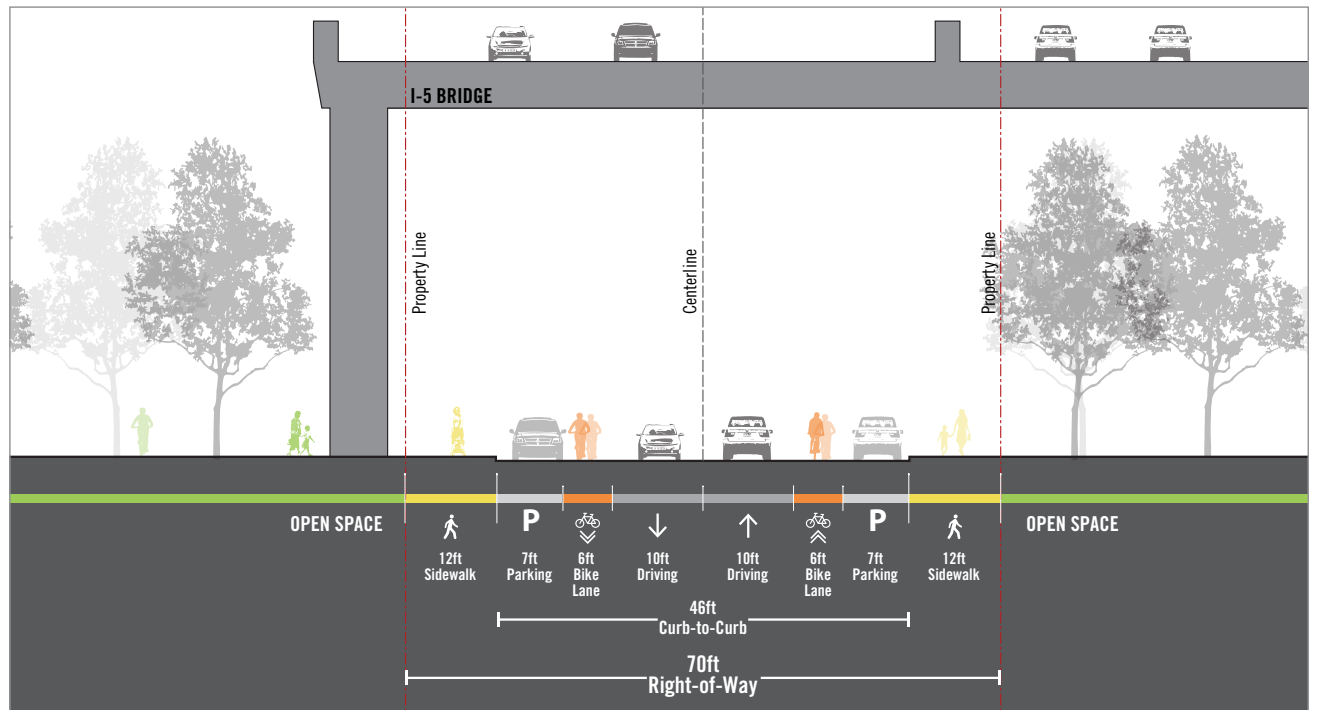 I-5 BRIDGE
Property Line
Centerline
Property Line
OPEN SPACE
12ft
Sidewalk
P
7ft
Parking
6ft
Bike
Lane
10ft
Driving
10ft
Driving
6ft
Bike
Lane
P
7ft
Parking
12ft
Sidewalk
OPEN SPACE
46ft
Curb-to-Curb
70ft
Right-of-Way